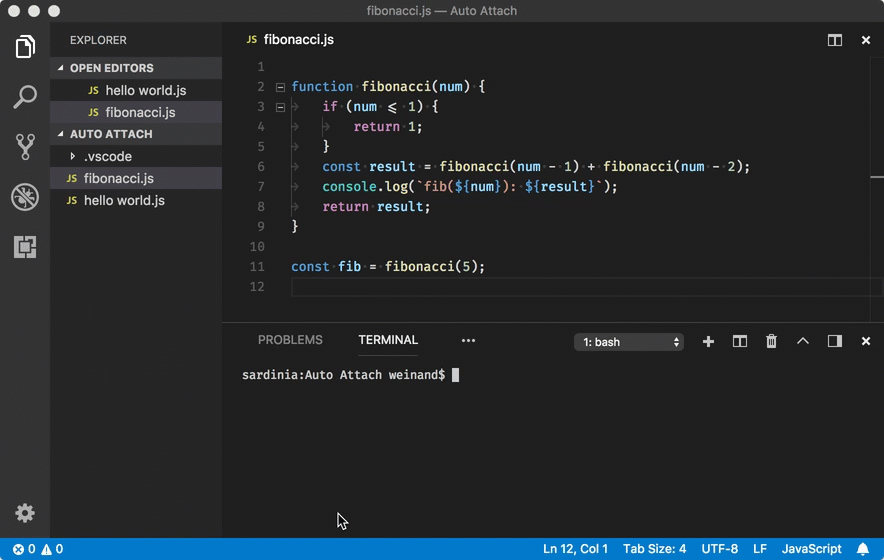 fibonacci.js — Auto Attach
EXPLORER
OPEN EDITORS
JS hello world.js
JS fibonacci.js
AUTO ATTACH
.vscode
JS fibonacci.js
JS hello world.js
JS fibonacci.js
1
2 function fibonacci(num) {
3 if (num ⩽ 1) {
4 return 1;
5 }
6 const result = fibonacci(num - 1) + fibonacci(num - 2);
7 console.log(`fib(${num}): ${result}`);
8 return result;
9 }
10
11 const fib = fibonacci(5);
12
PROBLEMS TERMINAL ••• 1: bash
sardinia:Auto Attach weinand$
0 0 Ln 12, Col 1 Tab Size: 4 UTF-8 LF JavaScript